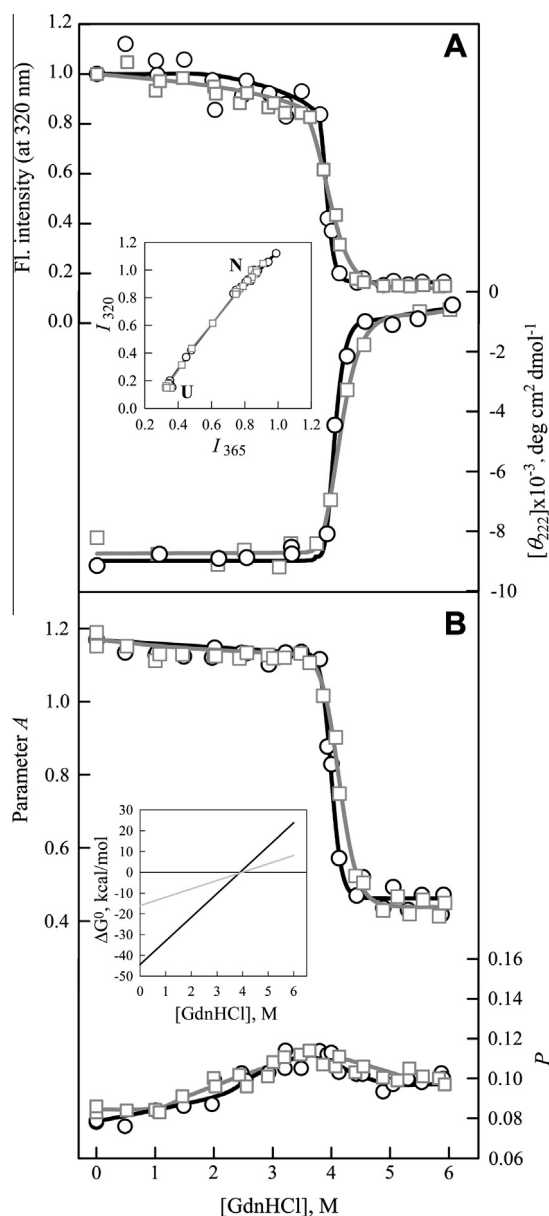 A
Fl. intensity (at 320 nm)
1.2
1.0
0.8
0.6
0.4
0.2
0.0
N
U
I 320
1.2
1.0
0.8
0.6
0.4
0.2
0.0
0.2 0.4 0.6 0.8 1.0 1.2
I 365
0
-2
-4
-6
-8
-10
[θ222]x10-3, deg cm2 dmol-1
B
Parameter A
1.2
1.0
0.8
0.6
0.4
ΔG0, kcal/mol
30
20
10
0
-10
-20
-30
-40
-50
0 1 2 3 4 5 6
[GdnHCl], M
0.16
0.14
0.12
0.10
0.08
0.06
P
0 1 2 3 4 5 6
[GdnHCl], M